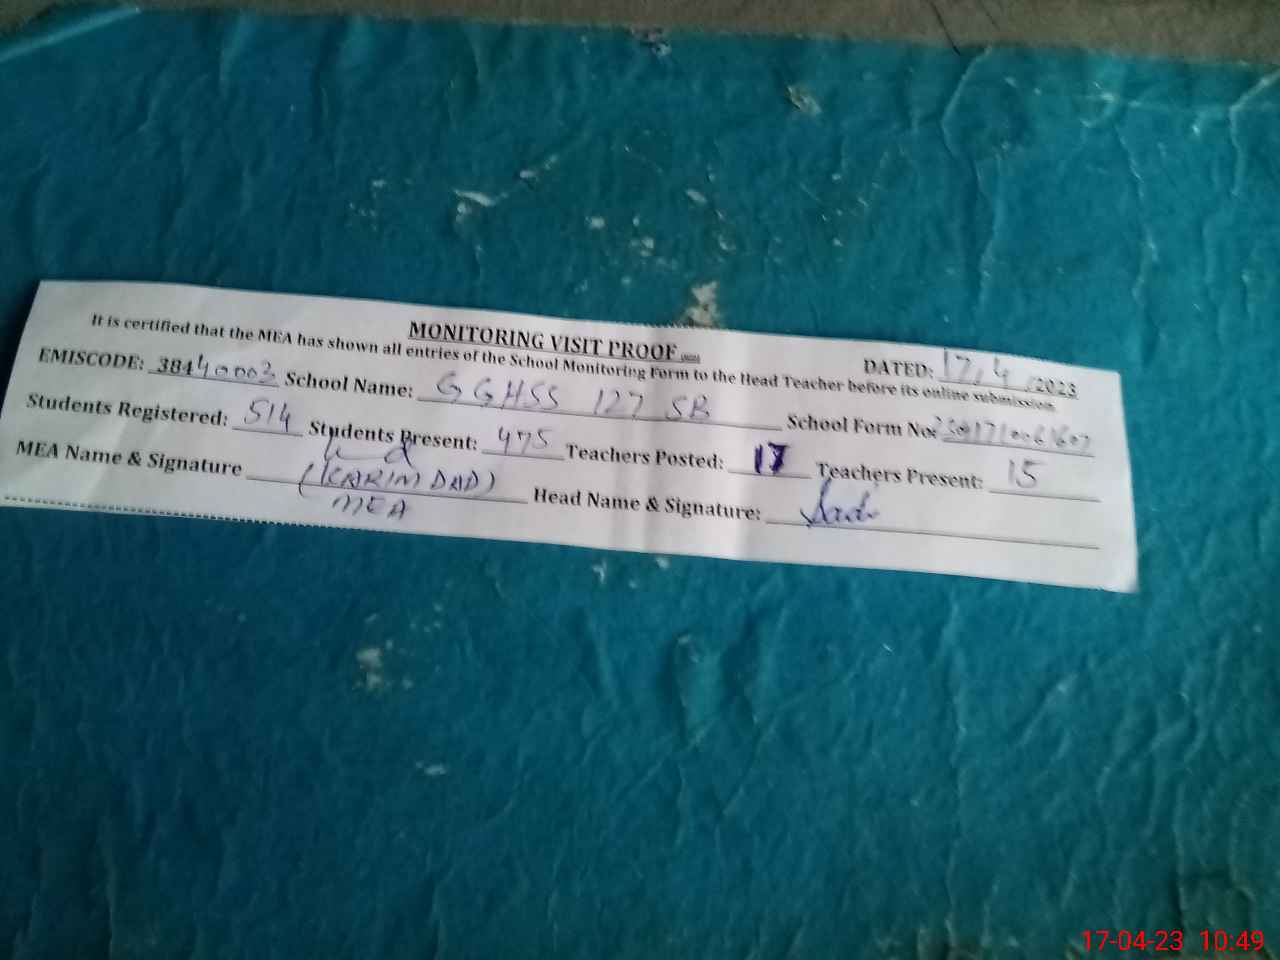 MONITORING VISIT PROOF
DATED: 17,4 /2023
It is certified that the MEA has shown all entries of the School Monitoring Form to the Head Teacher before its online submission.
EMISCODE: 38440003 School Name: GGHSS 127 SB School Form No:
Students Registered: 514 Students Present: 475 Teachers Posted: 17 Teachers Present: 15
MEA Name & Signature (KARIM DAD) Head Name & Signature:
MEA
17-04-23 10:49